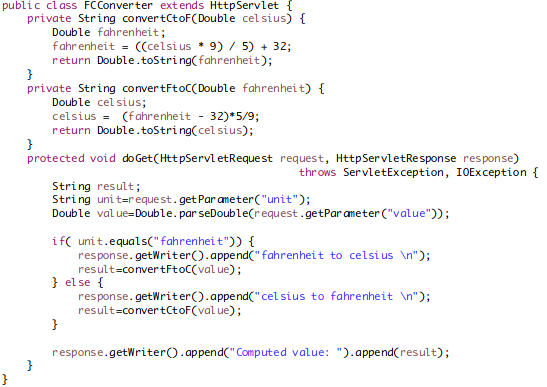 public class FCConverter extends HttpServlet {
    private String convertCtoF(Double celsius) {
        Double fahrenheit;
        fahrenheit = ((celsius * 9) / 5) + 32;
        return Double.toString(fahrenheit);
    }
    private String convertFtoC(Double fahrenheit) {
        Double celsius;
        celsius =  (fahrenheit - 32)*5/9;
        return Double.toString(celsius);
    }
    protected void doGet(HttpServletRequest request, HttpServletResponse response)
                                                throws ServletException, IOException {
        String result;
        String unit=request.getParameter("unit");
        Double value=Double.parseDouble(request.getParameter("value"));

        if( unit.equals("fahrenheit")) {
            response.getWriter().append("fahrenheit to celsius \n");
            result=convertFtoC(value);
        } else {
            response.getWriter().append("celsius to fahrenheit \n");
            result=convertCtoF(value);
        }

        response.getWriter().append("Computed value: ").append(result);
    }
}